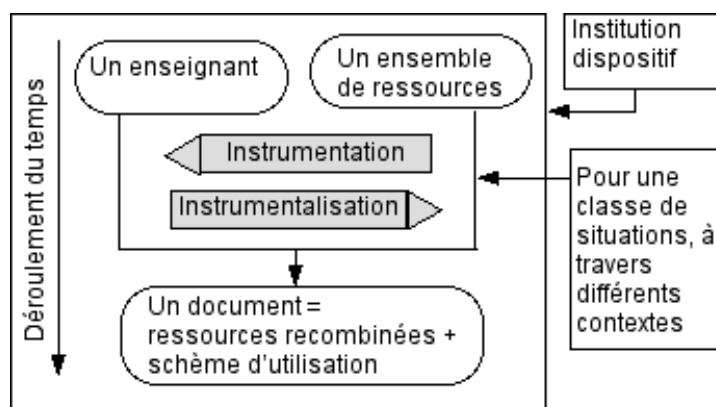 Déroulement du temps
Un enseignant
Un ensemble
de ressources
Institution
dispositif
Instrumentation
Instrumentalisation
Pour une
classe de
situations, à
travers
différents
contextes
Un document =
ressources recombinées +
schème d'utilisation